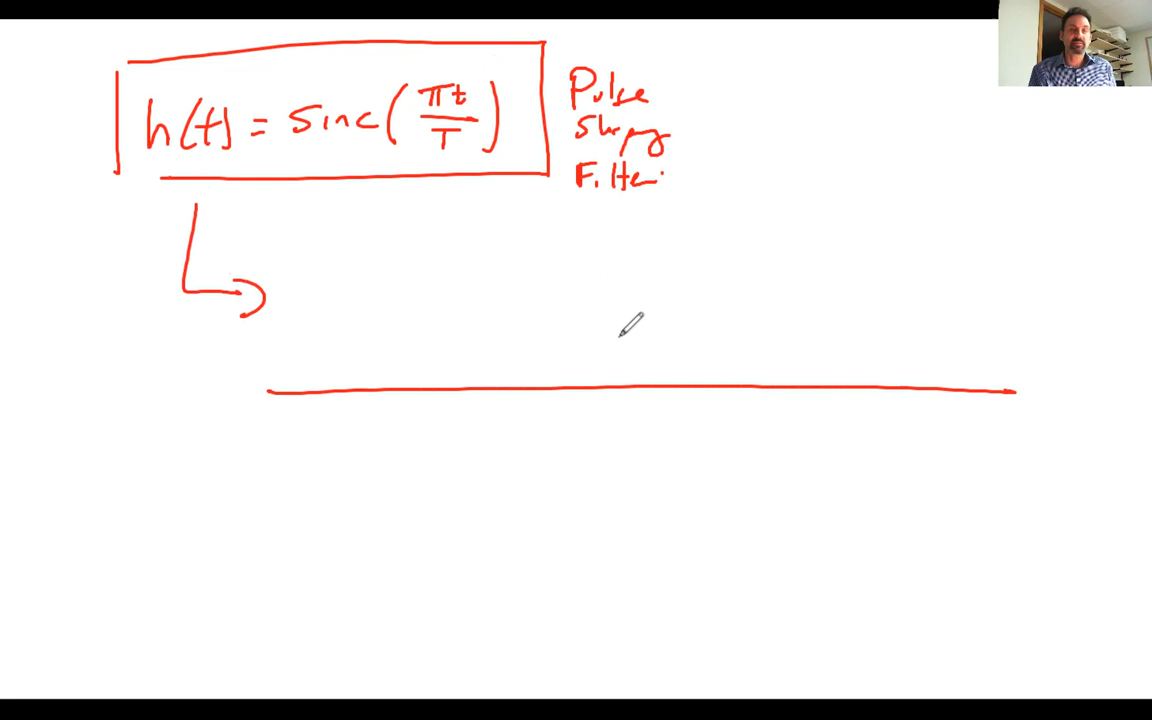 h(t) = sinc(πt/T)
Pulse
Shaping
Filter